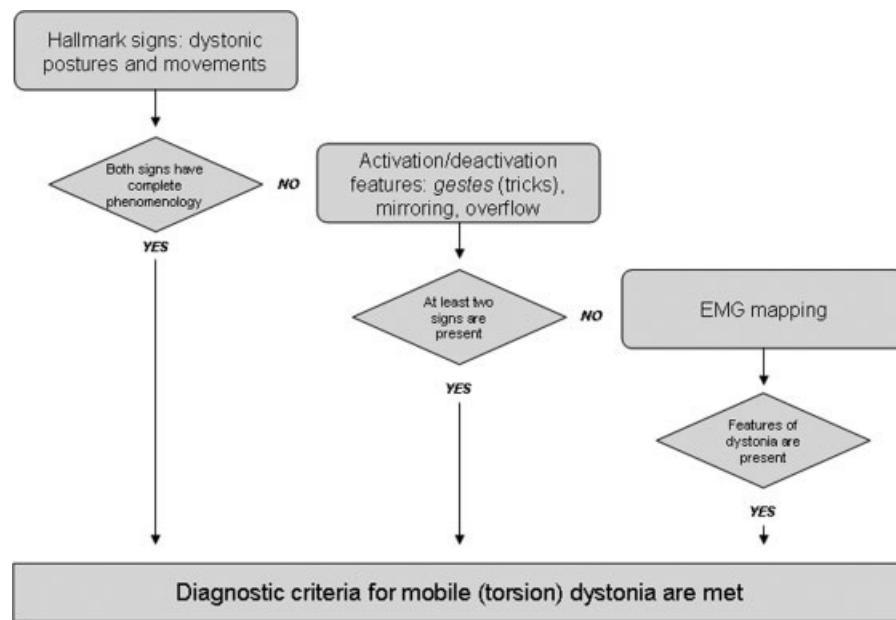 Hallmark signs: dystonic
postures and movements
Both signs have
complete
phenomenology
NO
YES
Activation/deactivation
features: gestes (tricks),
mirroring, overflow
At least two
signs are
present
NO
YES
EMG mapping
Features of
dystonia are
present
YES
Diagnostic criteria for mobile (torsion) dystonia are met